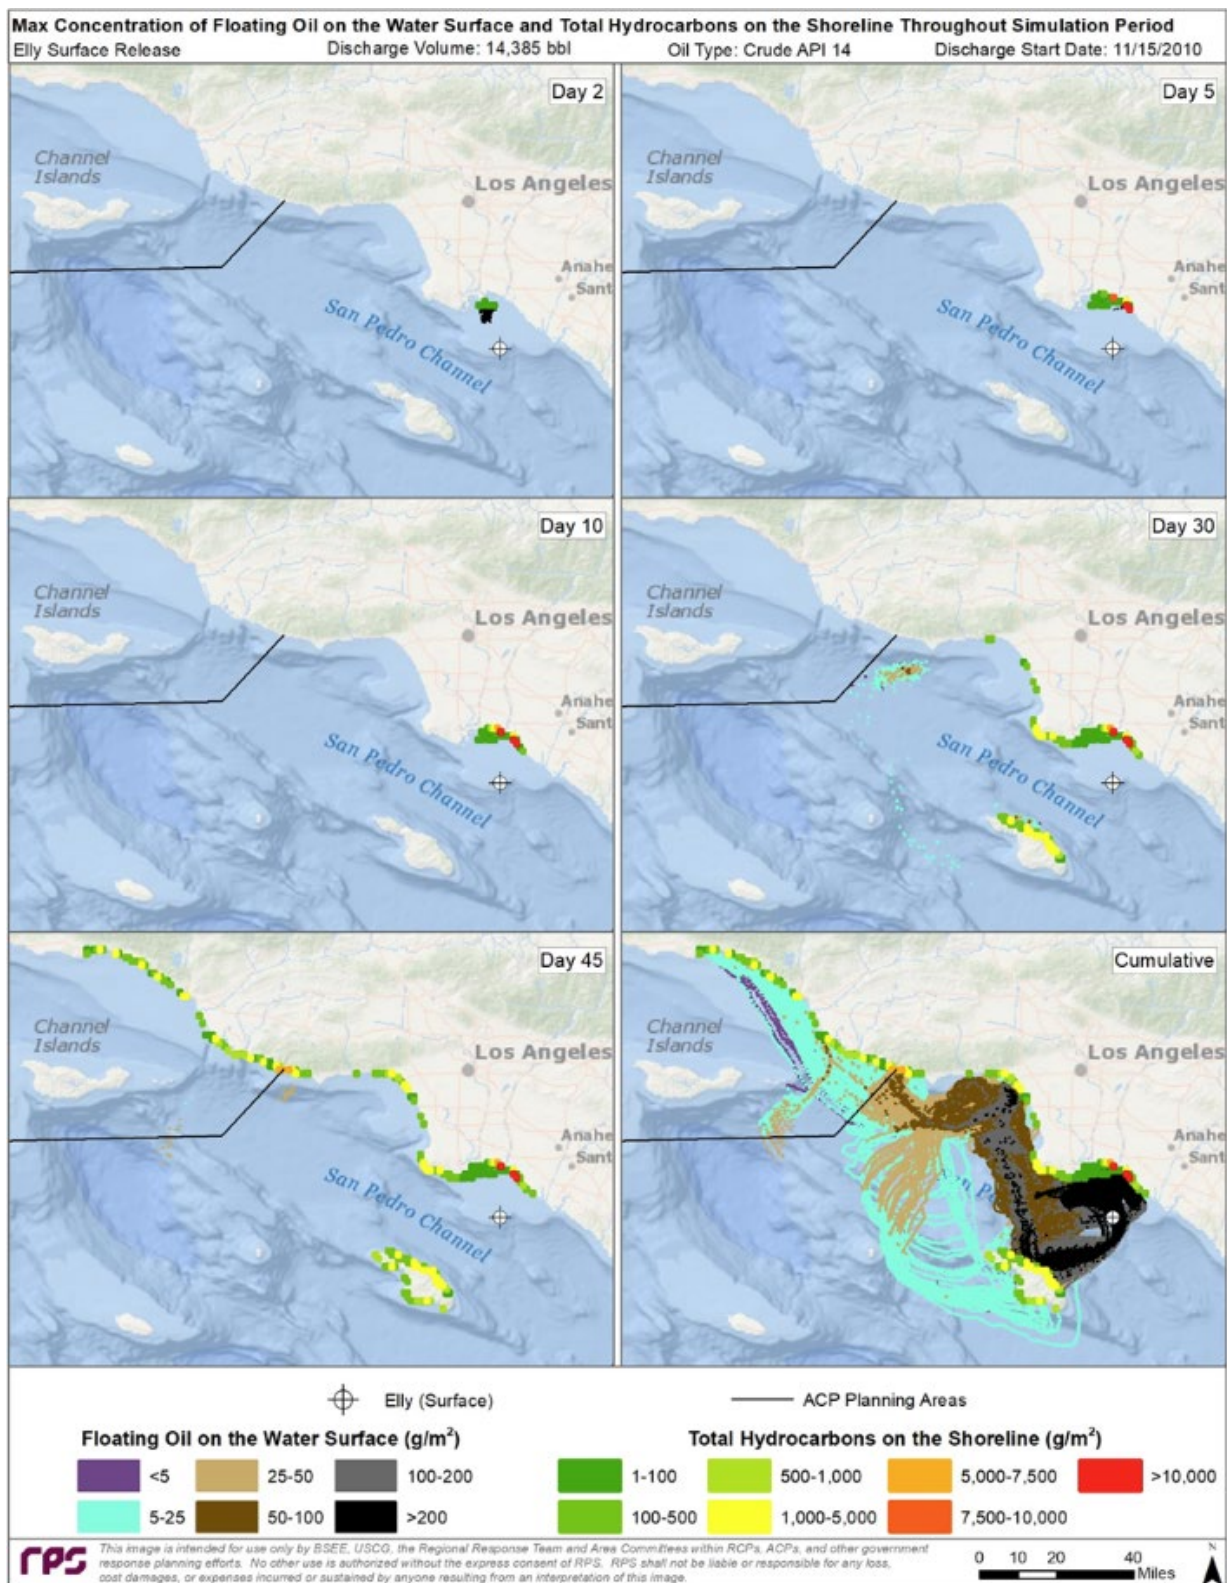 Max Concentration of Floating Oil on the Water Surface and Total Hydrocarbons on the Shoreline Throughout Simulation Period
Elly Surface Release Discharge Volume: 14,385 bbl Oil Type: Crude API 14 Discharge Start Date: 11/15/2010
Day 2
Channel
Islands
Los Angeles
Anahe
Sant
San Pedro Channel
Day 5
Channel
Islands
Los Angeles
Anahe
Sant
San Pedro Channel
Day 10
Channel
Islands
Los Angeles
Anahe
Sant
San Pedro Channel
Day 30
Channel
Islands
Los Angeles
Anahe
Sant
San Pedro Channel
Day 45
Channel
Islands
Los Angeles
Anahe
Sant
San Pedro Channel
Cumulative
Channel
Islands
Los Angeles
Anahe
Sant
Elly (Surface) ACP Planning Areas
Floating Oil on the Water Surface (g/m²) Total Hydrocarbons on the Shoreline (g/m²)
<5 25-50 100-200 1-100 500-1,000 5,000-7,500 >10,000
5-25 50-100 >200 100-500 1,000-5,000 7,500-10,000
rps
This image is intended for use only by BSEE, USCG, the Regional Response Team and Area Committees within RCPs, ACPs, and other government
response planning efforts. No other use is authorized without the express consent of RPS. RPS shall not be liable or responsible for any loss,
cost damages, or expenses incurred or sustained by anyone resulting from an interpretation of this image.
0 10 20 40
Miles
N